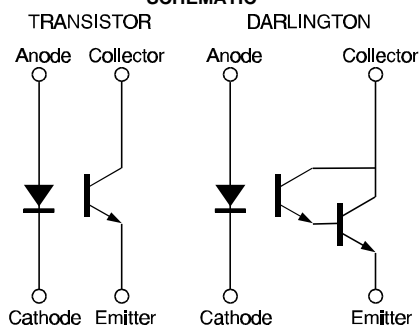 SCHEMATIC
TRANSISTOR DARLINGTON
Anode Collector Anode Collector
Cathode Emitter Cathode Emitter